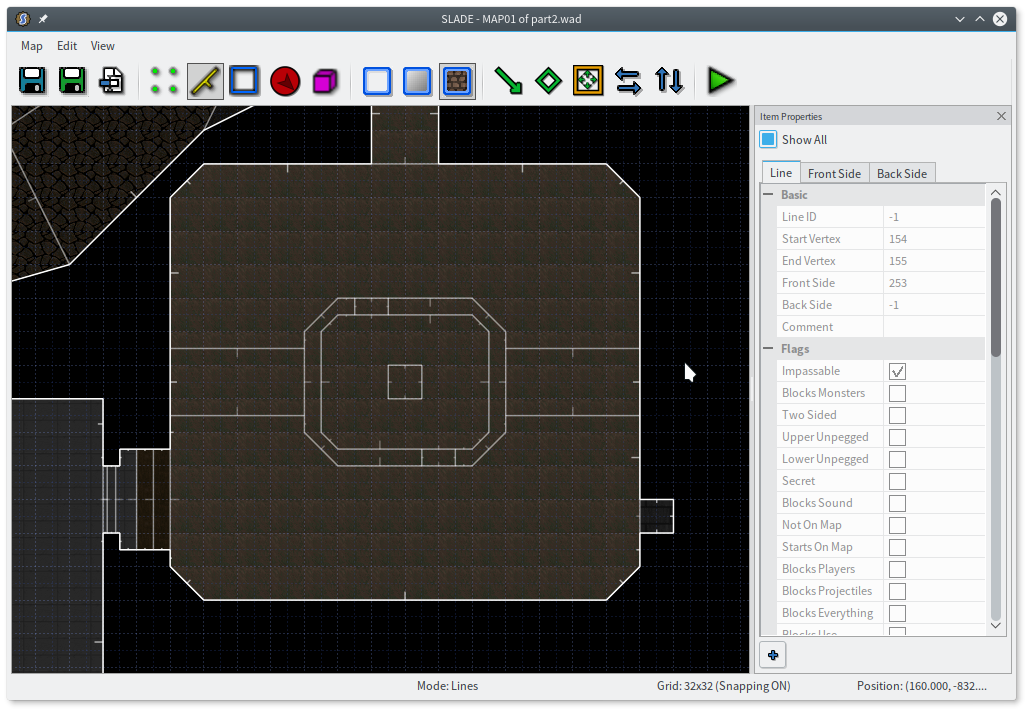 SLADE - MAP01 of part2.wad
Map Edit View
Item Properties
Show All
Line Front Side Back Side
Basic
Line ID -1
Start Vertex 154
End Vertex 155
Front Side 253
Back Side -1
Comment
Flags
Impassable
Blocks Monsters
Two Sided
Upper Unpegged
Lower Unpegged
Secret
Blocks Sound
Not On Map
Starts On Map
Blocks Players
Blocks Projectiles
Blocks Everything
Blocks Use
Mode: Lines Grid: 32x32 (Snapping ON) Position: (160.000, -832....